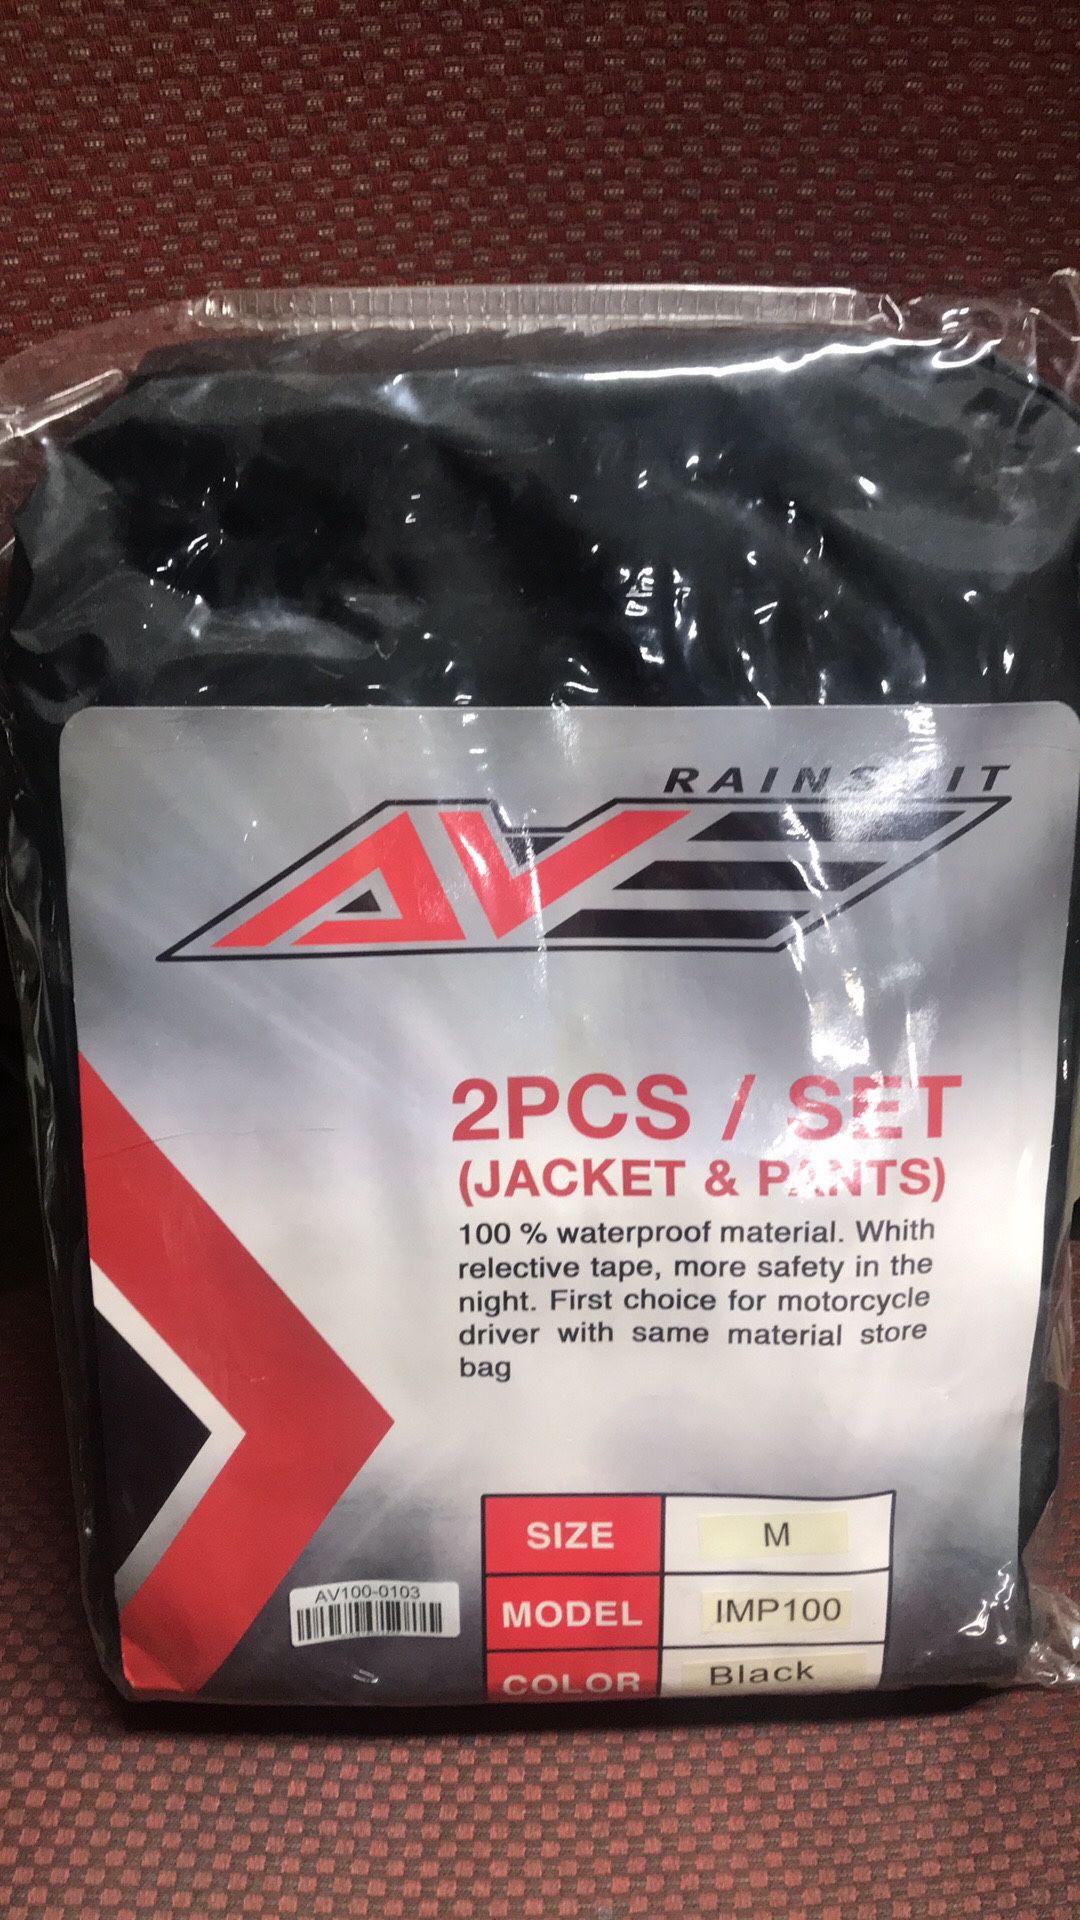 RAINSUIT
AVE
2PCS / SET
(JACKET & PANTS)
100 % waterproof material. Whith
relective tape, more safety in the
night. First choice for motorcycle
driver with same material store
bag
SIZE M
MODEL IMP100
COLOR Black
AV100-0103